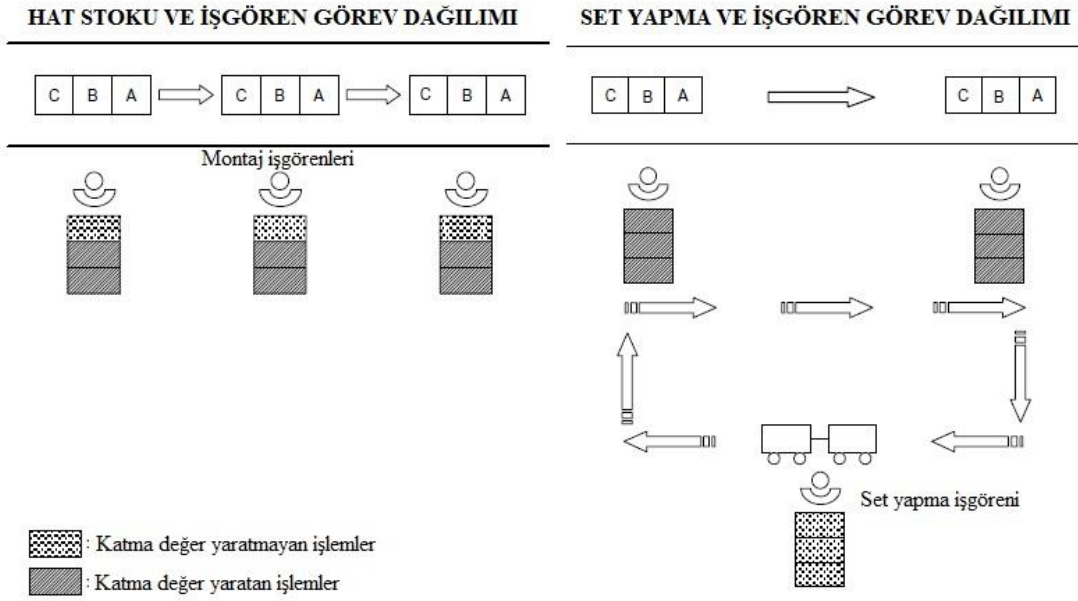 HAT STOKU VE İŞGÖREN GÖREV DAĞILIMI
C B A
C B A
C B A
Montaj işgörenleri
: Katma değer yaratmayan işlemler
: Katma değer yaratan işlemler
SET YAPMA VE İŞGÖREN GÖREV DAĞILIMI
C B A
C B A
Set yapma işgöreni